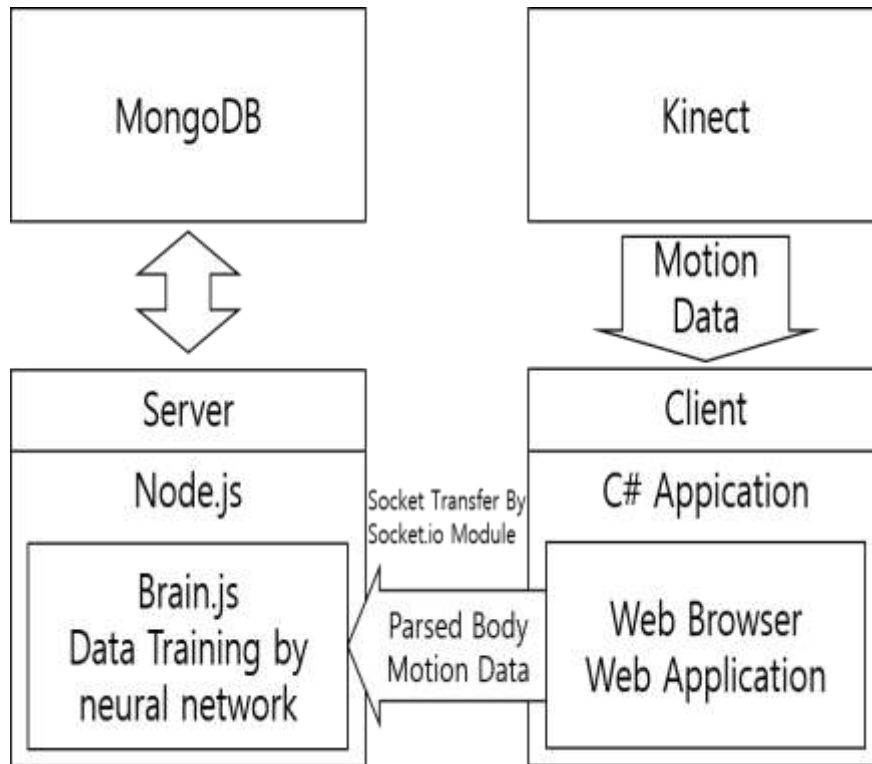 MongoDB
Kinect
Motion
Data
Server
Client
Node.js
C# Appication
Socket Transfer By
Socket.io Module
Brain.js
Data Training by
neural network
Parsed Body
Motion Data
Web Browser
Web Application